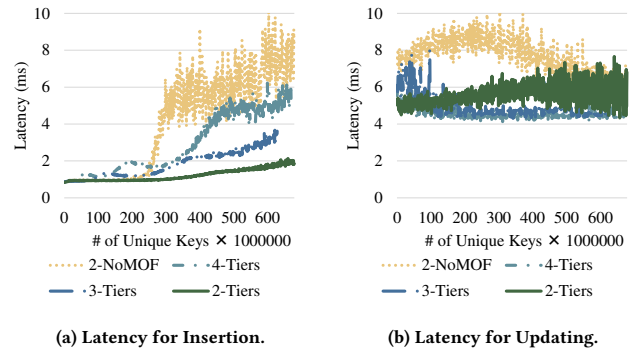 10
8
6
4
2
0
Latency (ms)
0 100 200 300 400 500 600
# of Unique Keys × 1000000
2-NoMOF 4-Tiers
3-Tiers 2-Tiers
(a) Latency for Insertion.
10
8
6
4
2
0
Latency (ms)
0 100 200 300 400 500 600
# of Unique Keys × 1000000
2-NoMOF 4-Tiers
3-Tiers 2-Tiers
(b) Latency for Updating.